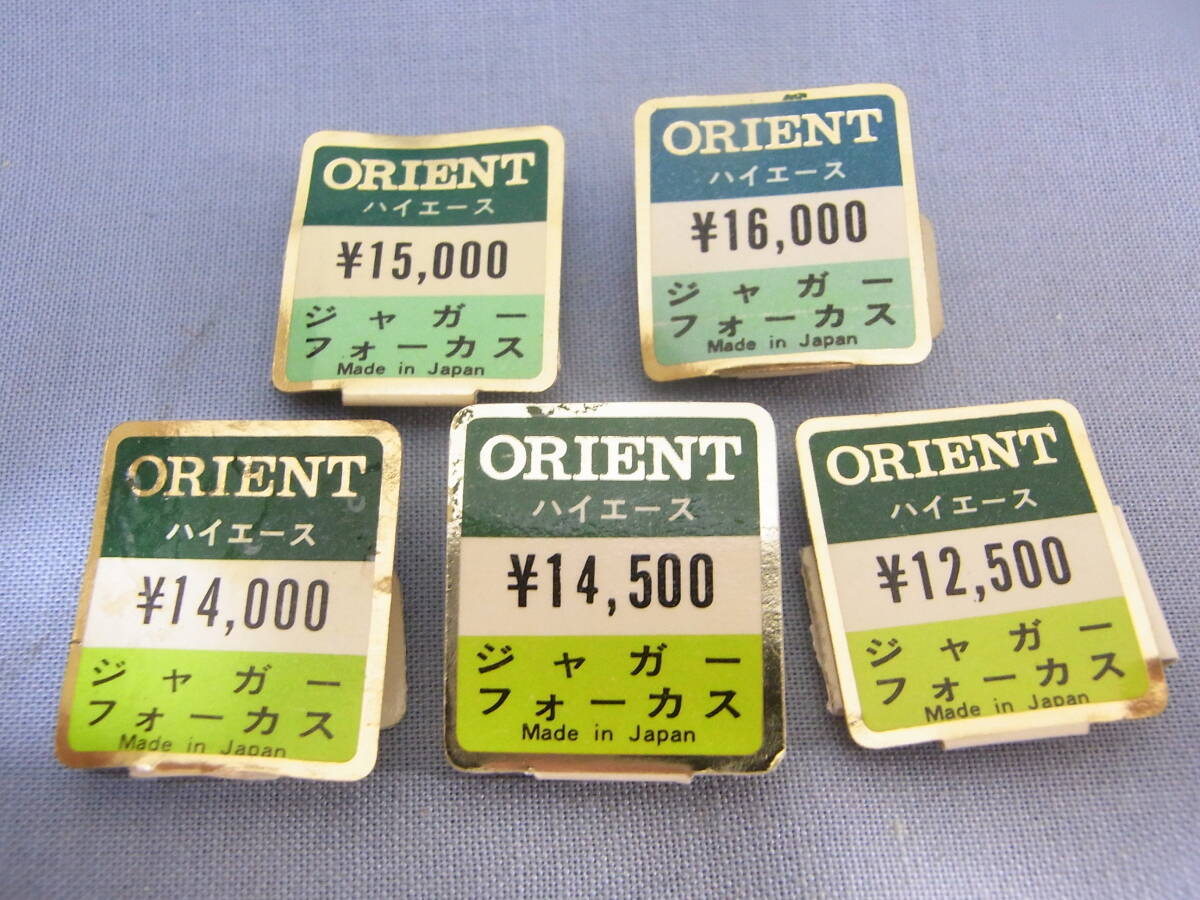 ORIENT
ハイエース
¥15,000
ジャガー
フォーカス
Made in Japan
ORIENT
ハイエース
¥16,000
ジャガー
フォーカス
Made in Japan
ORIENT
ハイエース
¥14,000
ジャガー
フォーカス
Made in Japan
ORIENT
ハイエース
¥14,500
ジャガー
フォーカス
Made in Japan
ORIENT
ハイエース
¥12,500
ジャガー
フォーカス
Made in Japan